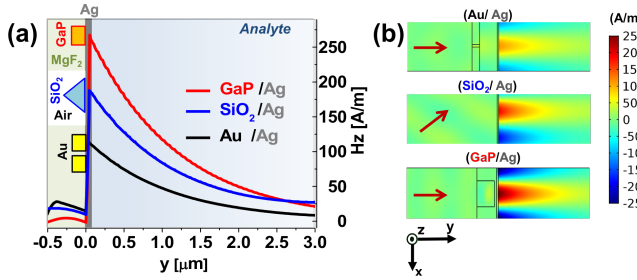 (a)
Ag
Analyte
GaP
MgF2
SiO2
Air
Au
GaP /Ag
SiO2 /Ag
Au /Ag
250
200
150
100
50
0
Hz [A/m]
-0.5 0.0 0.5 1.0 1.5 2.0 2.5 3.0
y [μm]
(b)
(Au/ Ag)
(SiO2/ Ag)
(GaP/Ag)
z y
x
(A/m)
25
20
15
10
5
0
-5
-10
-15
-20
-25